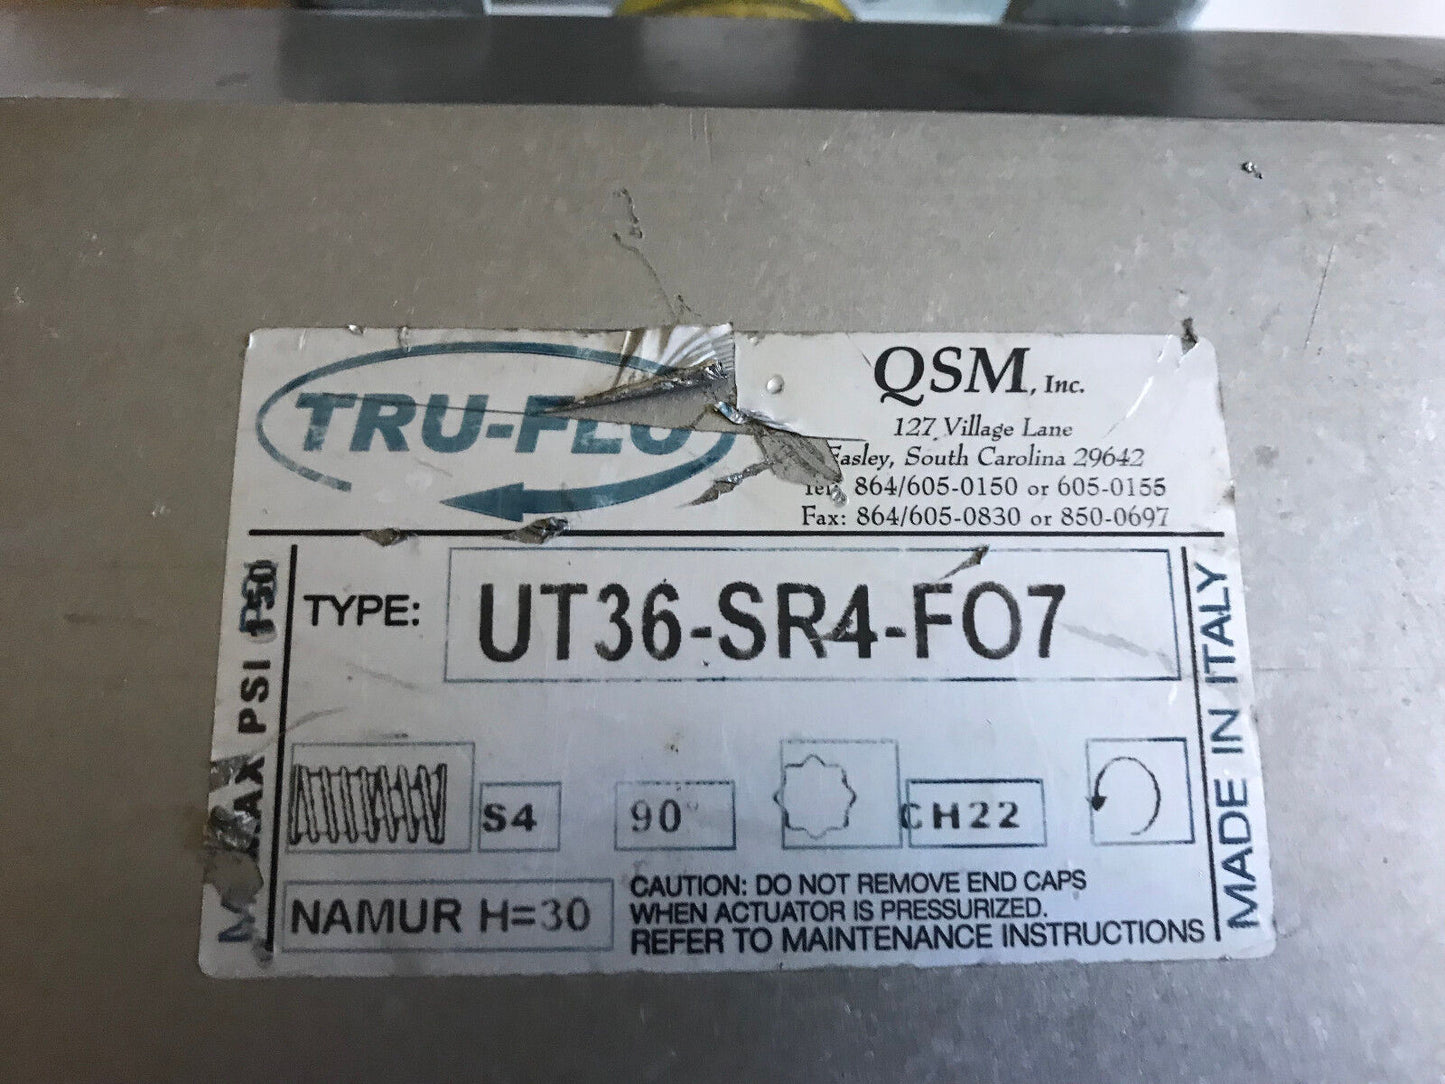 TRU-FLO
QSM, Inc.
127 Village Lane
Easley, South Carolina 29642
Tel: 864/605-0150 or 605-0155
Fax: 864/605-0830 or 850-0697
MAX PSI 150
TYPE: UT36-SR4-FO7
S4
90°
CH22
NAMUR H=30
CAUTION: DO NOT REMOVE END CAPS
WHEN ACTUATOR IS PRESSURIZED.
REFER TO MAINTENANCE INSTRUCTIONS
MADE IN ITALY